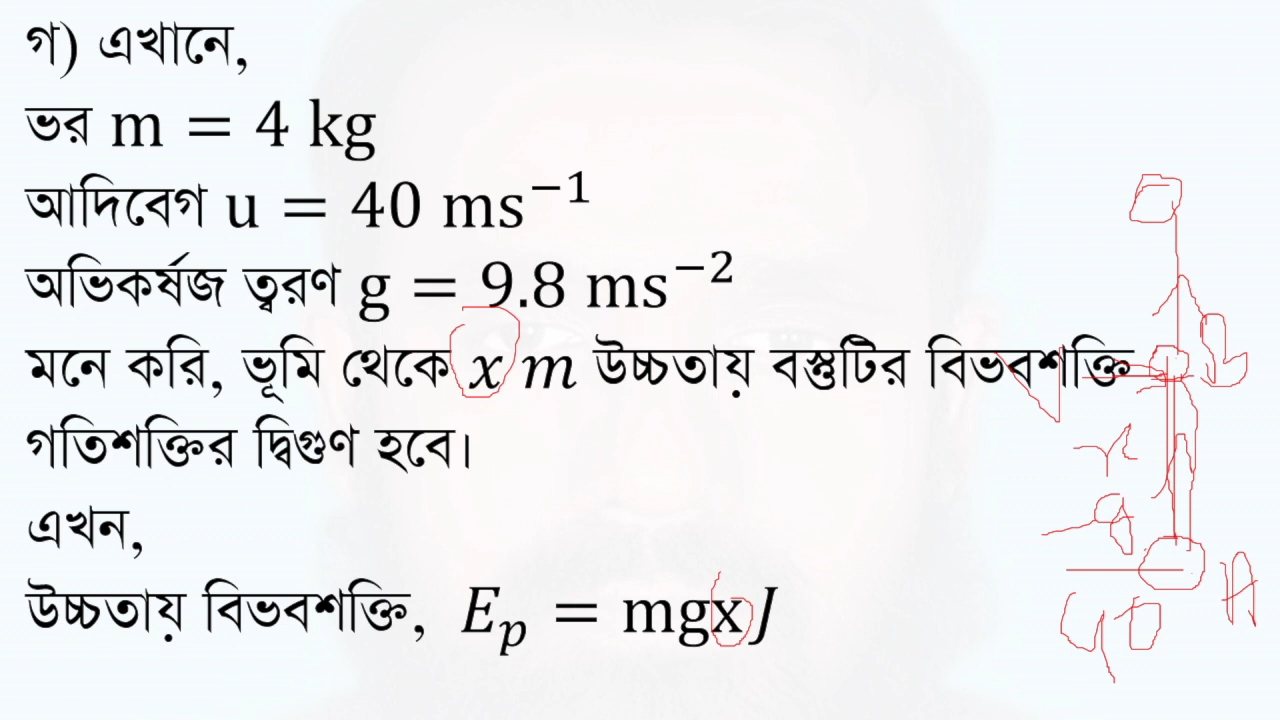 গ) এখানে,
ভর m = 4 kg
আদিবেগ u = 40 ms⁻¹
অভিকর্ষজ ত্বরণ g = 9.8 ms⁻²
মনে করি, ভূমি থেকে x m উচ্চতায় বস্তুটির বিভবশক্তি
গতিশক্তির দ্বিগুণ হবে।
এখন,
উচ্চতায় বিভবশক্তি, Eₚ = mgx J
x
A
40